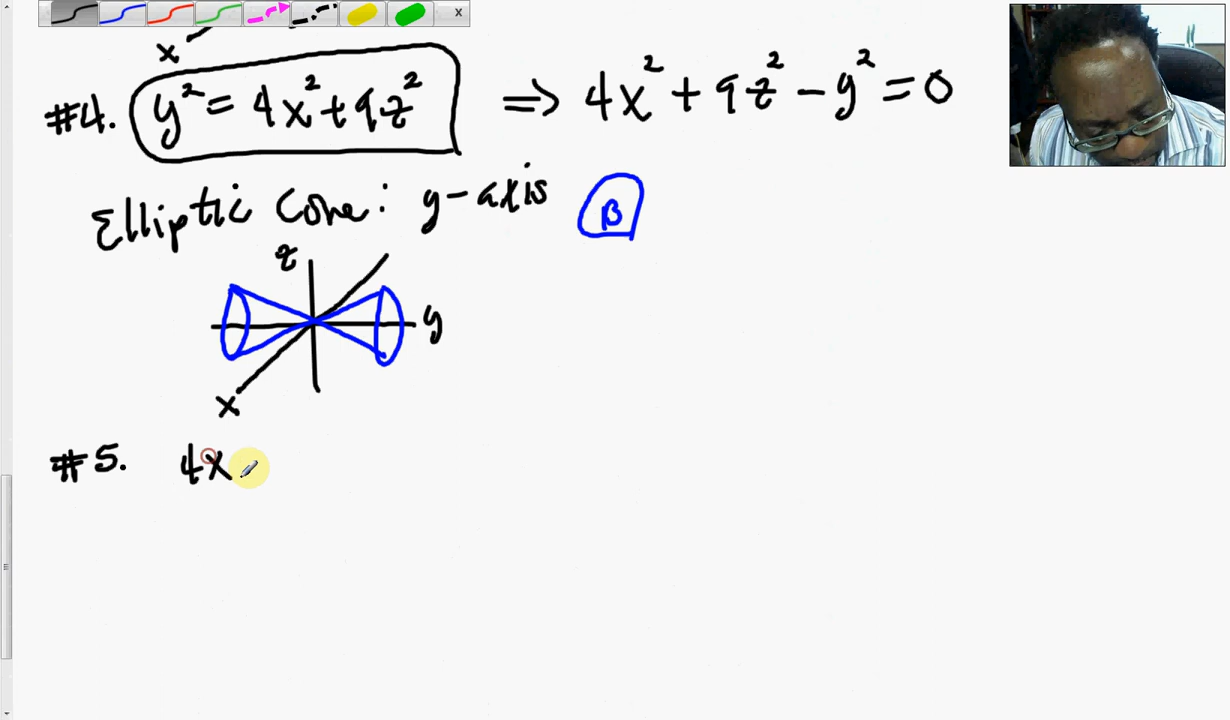 x
#4. y² = 4x² + 9z² ⇒ 4x² + 9z² - y² = 0
Elliptic Cone: y-axis B
z
y
x
#5. 4x